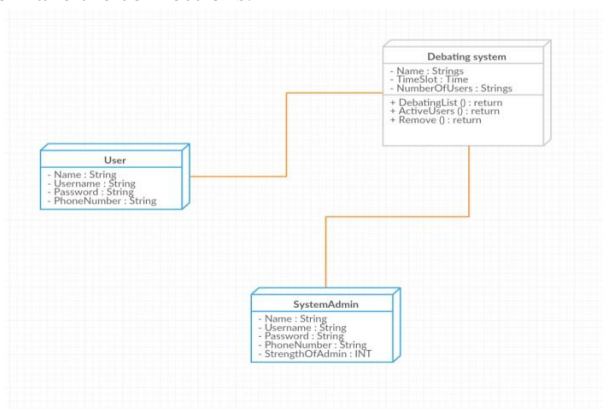 Debating system
- Name : Strings
- TimeSlot : Time
- NumberOfUsers : Strings
+ DebatingList () : return
+ ActiveUsers () : return
+ Remove () : return
User
- Name : String
- Username : String
- Password : String
- PhoneNumber : String
SystemAdmin
- Name : String
- Username : String
- Password : String
- PhoneNumber : String
- StrengthOfAdmin : INT